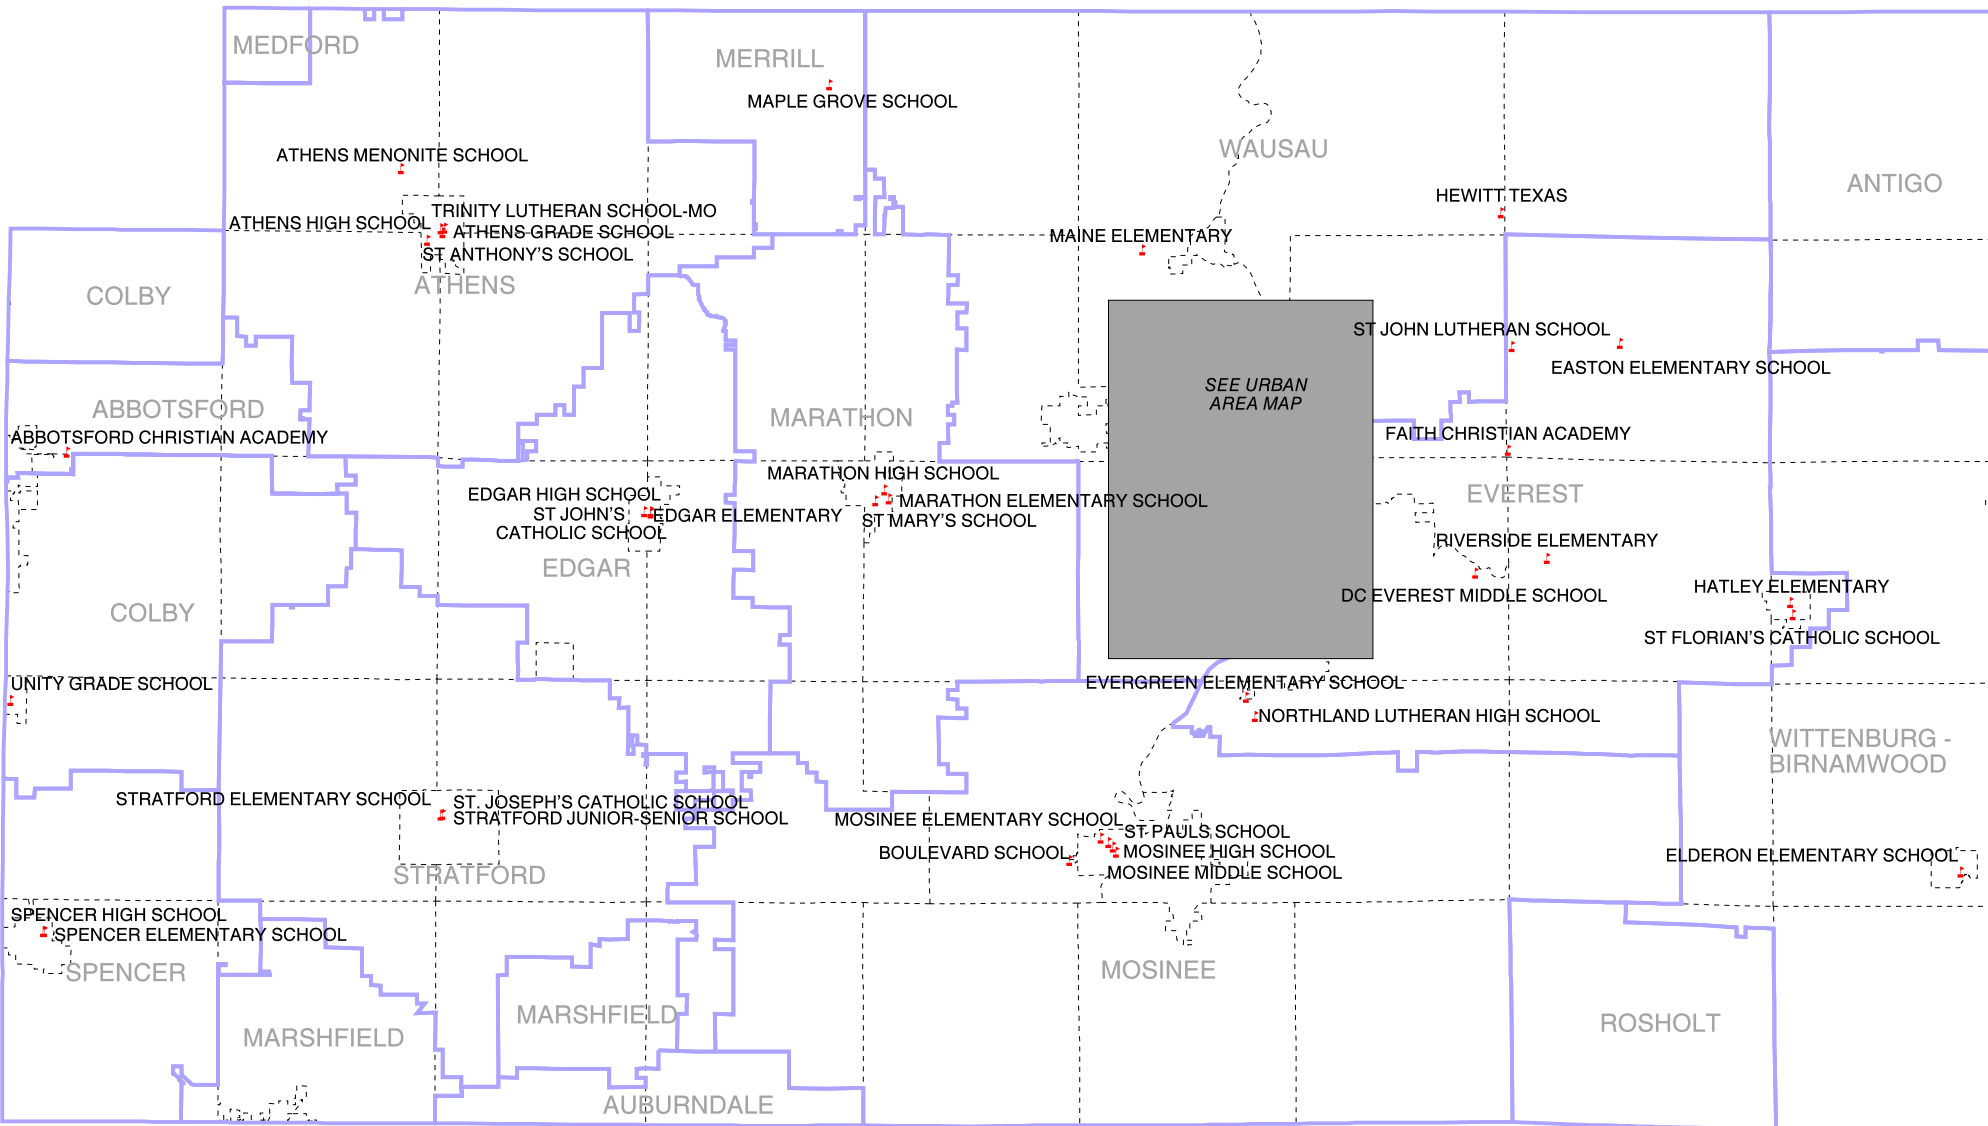 MEDFORD
MERRILL
MAPLE GROVE SCHOOL
WAUSAU
ATHENS MENONITE SCHOOL
ANTIGO
HEWITT TEXAS
TRINITY LUTHERAN SCHOOL-MO
ATHENS HIGH SCHOOL
ATHENS GRADE SCHOOL
MAINE ELEMENTARY
ST ANTHONY'S SCHOOL
ATHENS
COLBY
ST JOHN LUTHERAN SCHOOL
EASTON ELEMENTARY SCHOOL
SEE URBAN
AREA MAP
ABBOTSFORD
MARATHON
ABBOTSFORD CHRISTIAN ACADEMY
FAITH CHRISTIAN ACADEMY
MARATHON HIGH SCHOOL
EDGAR HIGH SCHOOL
EVEREST
MARATHON ELEMENTARY SCHOOL
ST JOHN'S
CATHOLIC SCHOOL
EDGAR ELEMENTARY
ST MARY'S SCHOOL
RIVERSIDE ELEMENTARY
EDGAR
HATLEY ELEMENTARY
DC EVEREST MIDDLE SCHOOL
COLBY
ST FLORIAN'S CATHOLIC SCHOOL
UNITY GRADE SCHOOL
EVERGREEN ELEMENTARY SCHOOL
NORTHLAND LUTHERAN HIGH SCHOOL
WITTENBURG -
BIRNAMWOOD
STRATFORD ELEMENTARY SCHOOL
ST. JOSEPH'S CATHOLIC SCHOOL
STRATFORD JUNIOR-SENIOR SCHOOL
MOSINEE ELEMENTARY SCHOOL
ST PAULS SCHOOL
BOULEVARD SCHOOL
MOSINEE HIGH SCHOOL
ELDERON ELEMENTARY SCHOOL
MOSINEE MIDDLE SCHOOL
STRATFORD
SPENCER HIGH SCHOOL
SPENCER ELEMENTARY SCHOOL
SPENCER
MOSINEE
MARSHFIELD
ROSHOLT
MARSHFIELD
AUBURNDALE